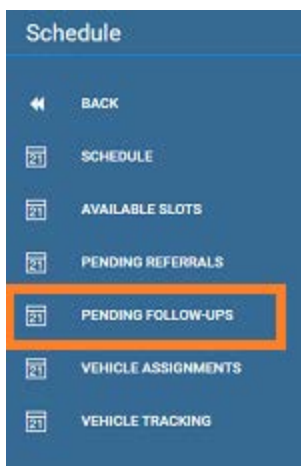 Schedule
BACK
21 SCHEDULE
21 AVAILABLE SLOTS
21 PENDING REFERRALS
21 PENDING FOLLOW-UPS
21 VEHICLE ASSIGNMENTS
21 VEHICLE TRACKING